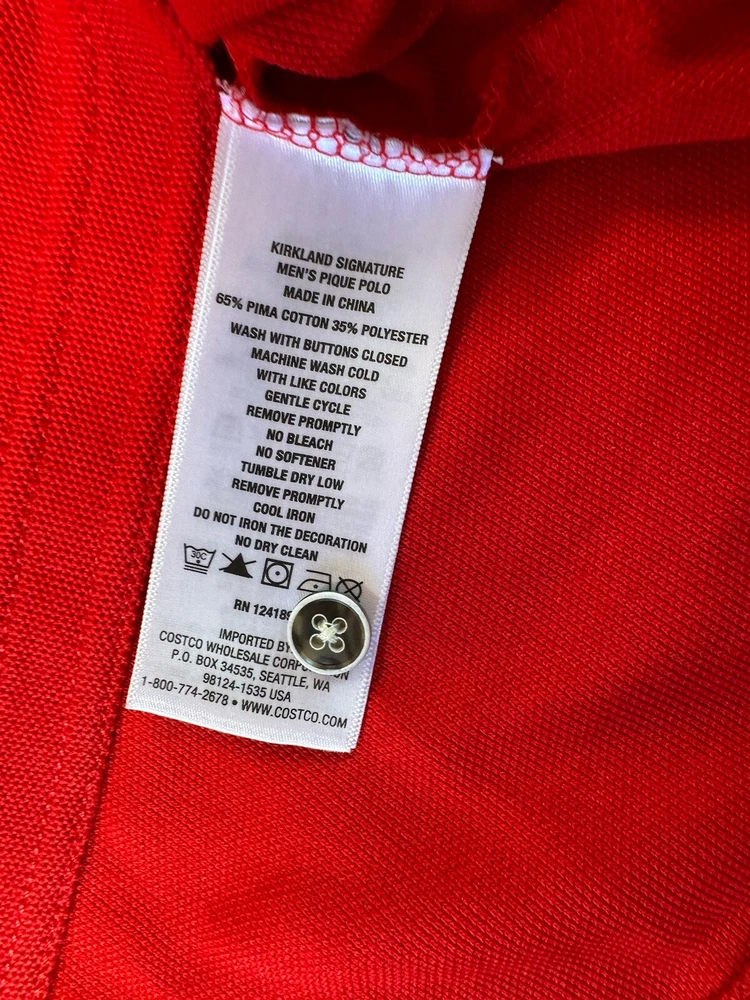 KIRKLAND SIGNATURE
MEN'S PIQUE POLO
MADE IN CHINA
65% PIMA COTTON 35% POLYESTER
WASH WITH BUTTONS CLOSED
MACHINE WASH COLD
WITH LIKE COLORS
GENTLE CYCLE
REMOVE PROMPTLY
NO BLEACH
NO SOFTENER
TUMBLE DRY LOW
REMOVE PROMPTLY
COOL IRON
DO NOT IRON THE DECORATION
NO DRY CLEAN
30C
RN
IMPORTED BY
COSTCO WHOLESALE
P.O. BOX 34535, SEATTLE, WA
98124-1535 USA
1-800-774-2678 • WWW.COSTCO.COM